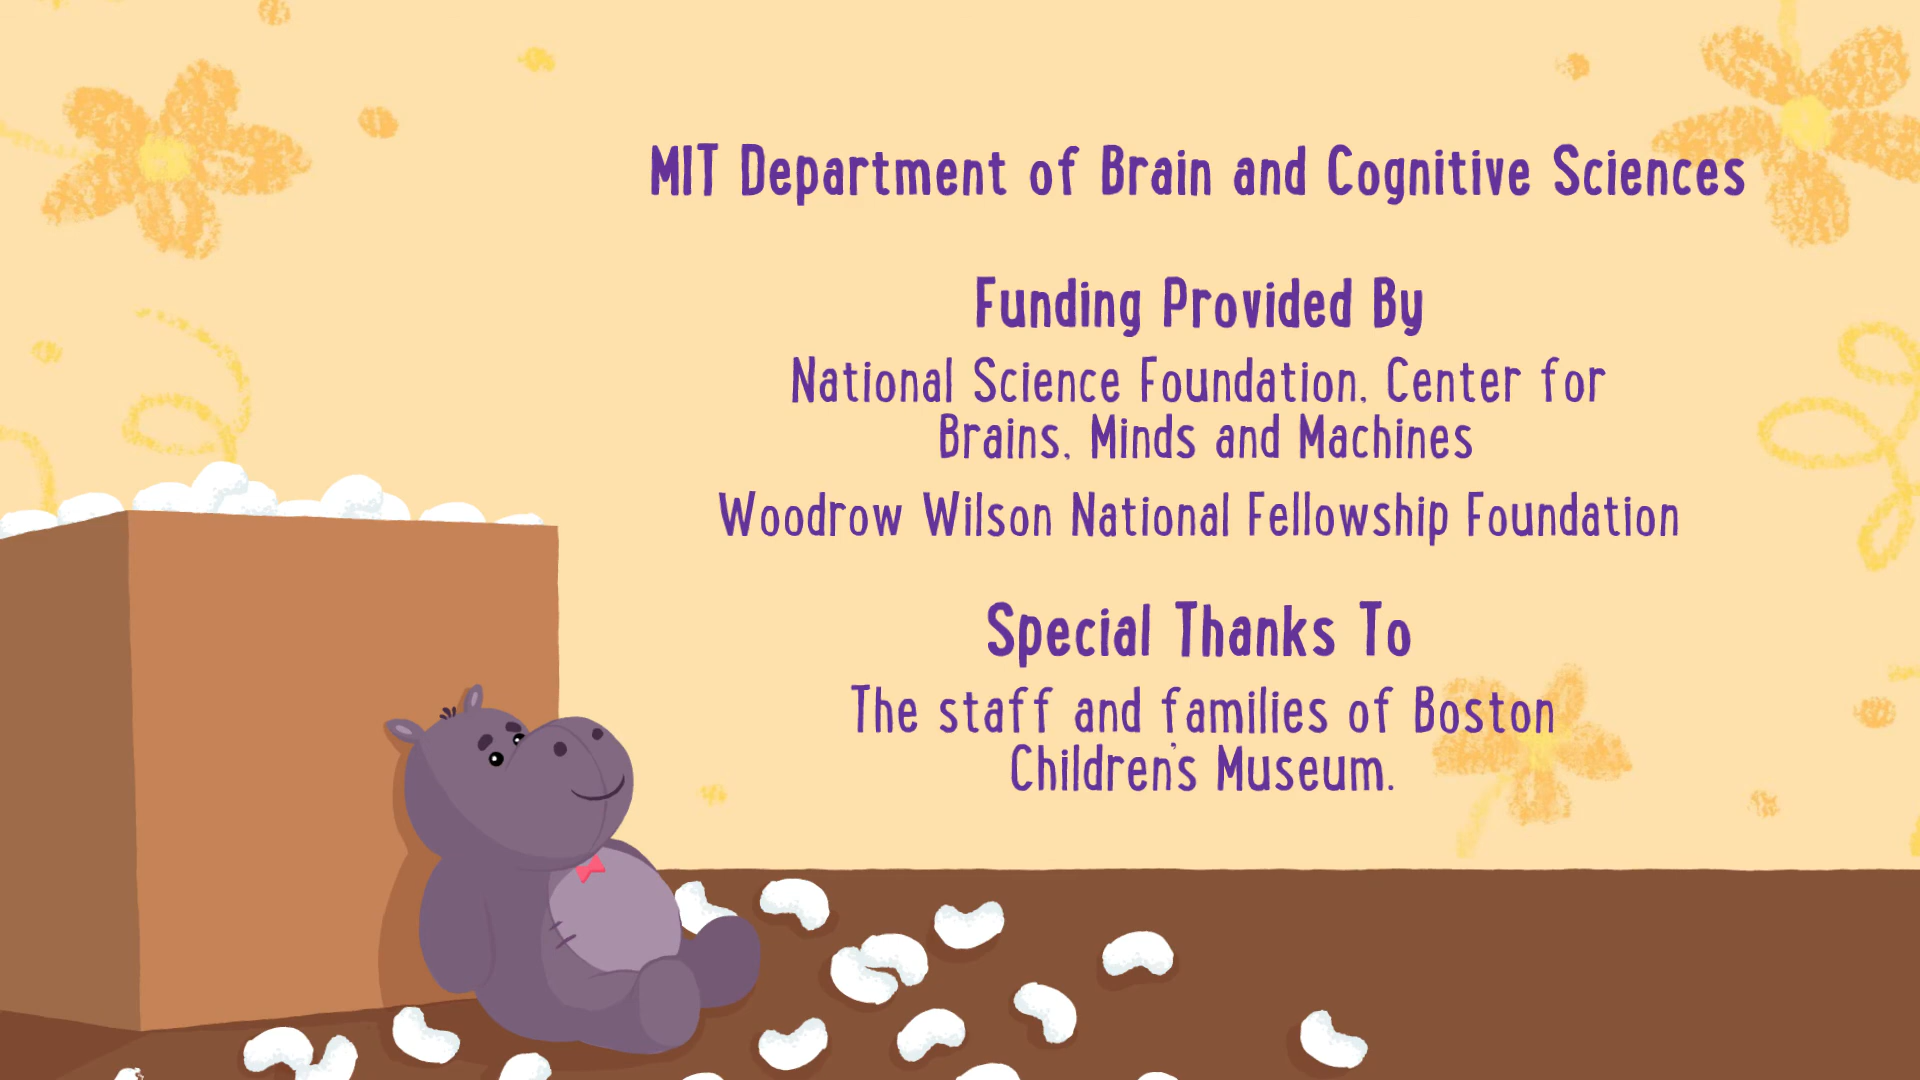 MIT Department of Brain and Cognitive Sciences
Funding Provided By
National Science Foundation, Center for
Brains, Minds and Machines
Woodrow Wilson National Fellowship Foundation
Special Thanks To
The staff and families of Boston
Children's Museum.